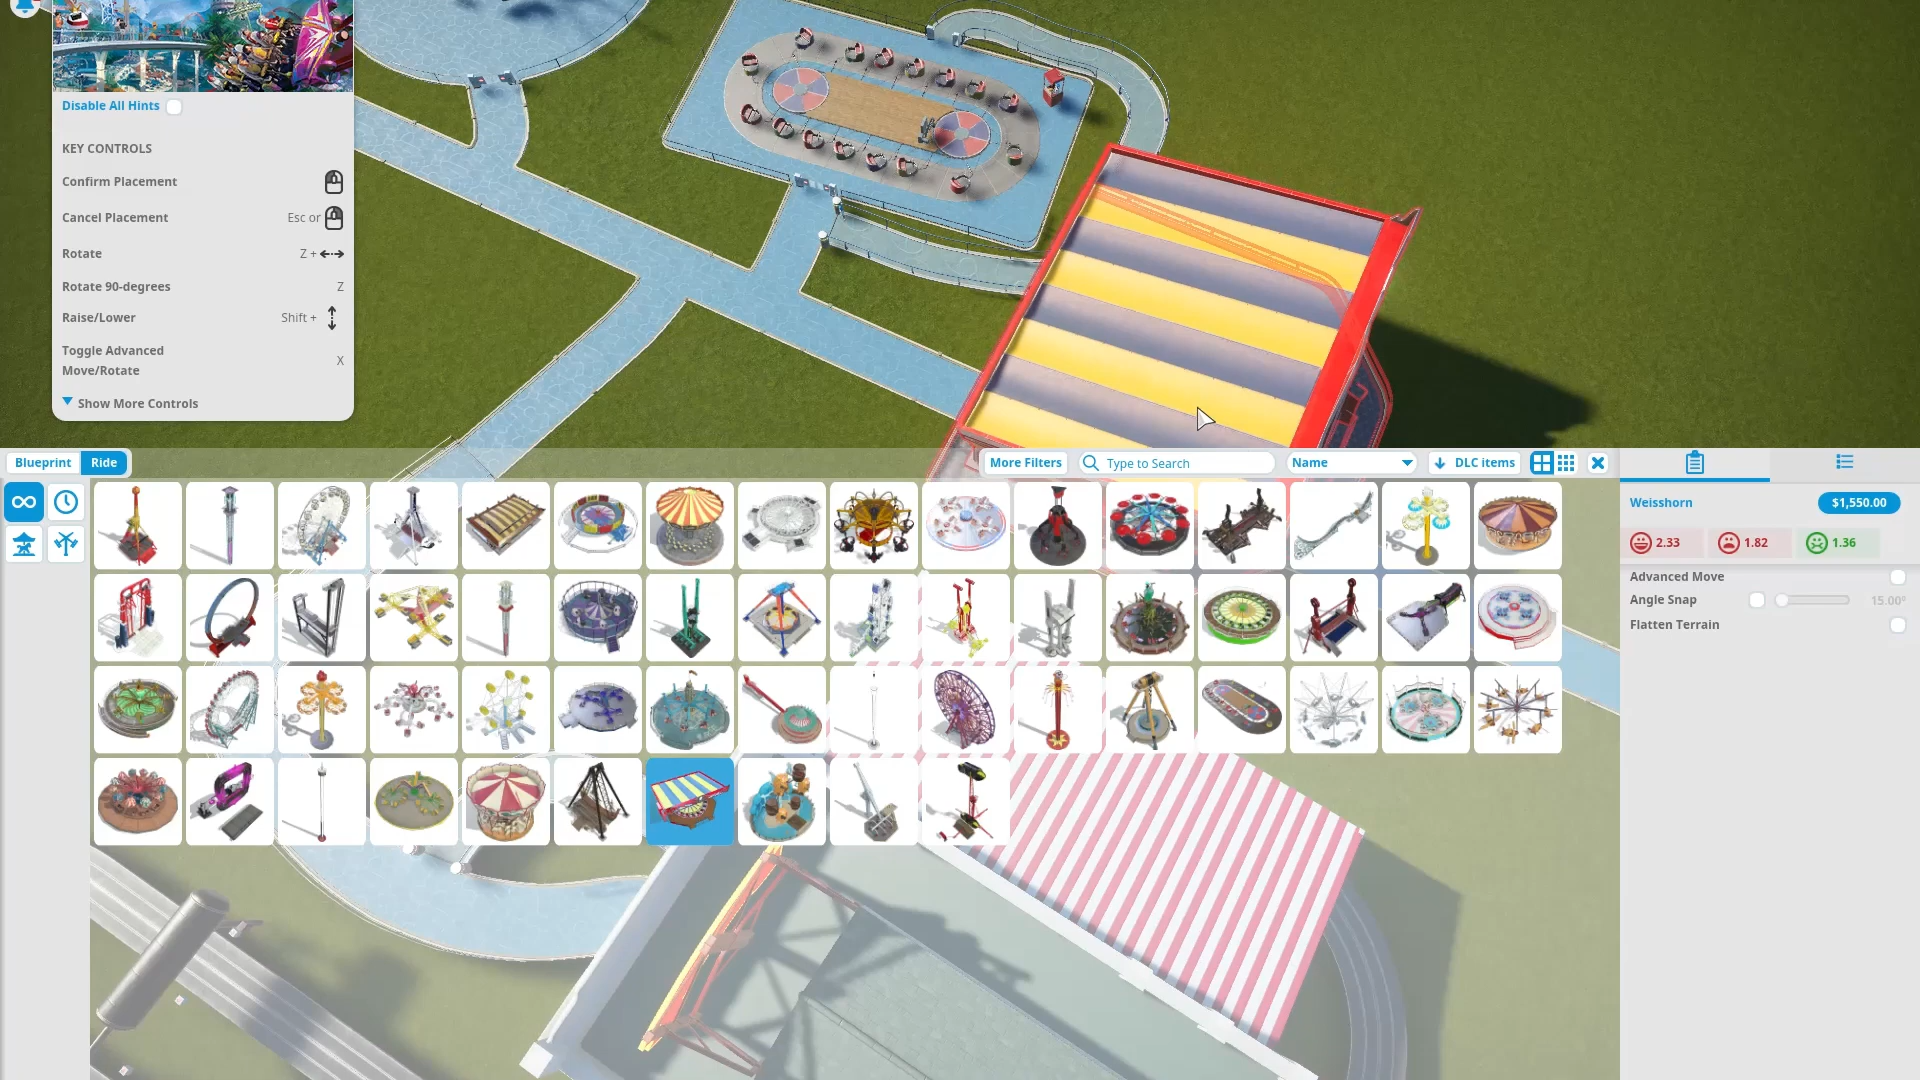 Disable All Hints
KEY CONTROLS
Confirm Placement
Cancel Placement Esc or
Rotate Z +
Rotate 90-degrees Z
Raise/Lower Shift +
Toggle Advanced
Move/Rotate X
Show More Controls
Blueprint Ride More Filters Type to Search Name DLC items
Weisshorn $1,550.00
2.33 1.82 1.36
Advanced Move
Angle Snap 15.00°
Flatten Terrain